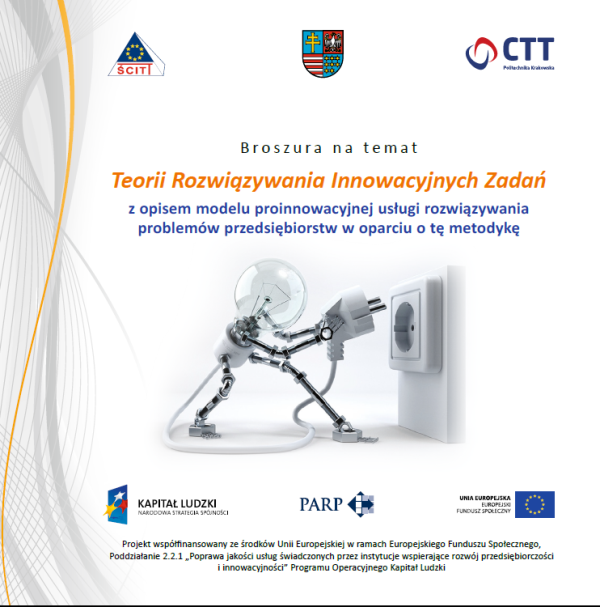 ŚCITT
CTT
Politechnika Krakowska
Broszura na temat
Teorii Rozwiązywania Innowacyjnych Zadań
z opisem modelu proinnowacyjnej usługi rozwiązywania
problemów przedsiębiorstw w oparciu o tę metodykę
KAPITAŁ LUDZKI
NARODOWA STRATEGIA SPÓJNOŚCI
PARP
UNIA EUROPEJSKA
EUROPEJSKI
FUNDUSZ SPOŁECZNY
Projekt współfinansowany ze środków Unii Europejskiej w ramach Europejskiego Funduszu Społecznego,
Poddziałanie 2.2.1 „Poprawa jakości usług świadczonych przez instytucje wspierające rozwój przedsiębiorczości
i innowacyjności” Programu Operacyjnego Kapitał Ludzki